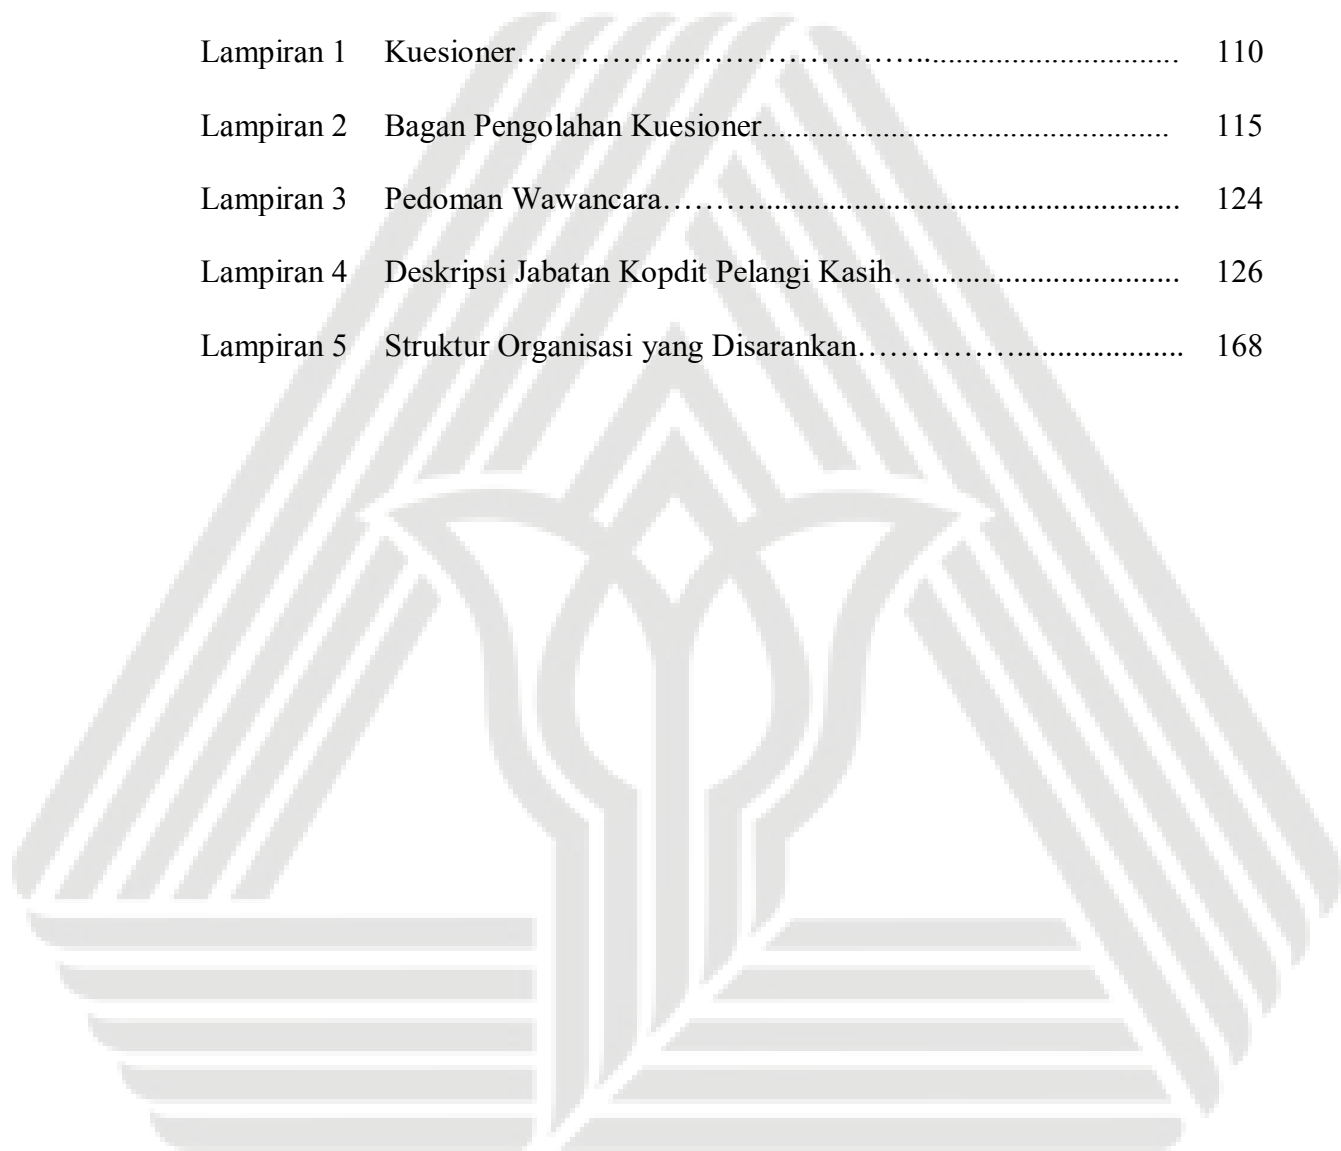 Lampiran 1 Kuesioner……………..…………………….............................. 110
Lampiran 2 Bagan Pengolahan Kuesioner.................................................. 115
Lampiran 3 Pedoman Wawancara………..................................................... 124
Lampiran 4 Deskripsi Jabatan Kopdit Pelangi Kasih…................................ 126
Lampiran 5 Struktur Organisasi yang Disarankan……………..................... 168